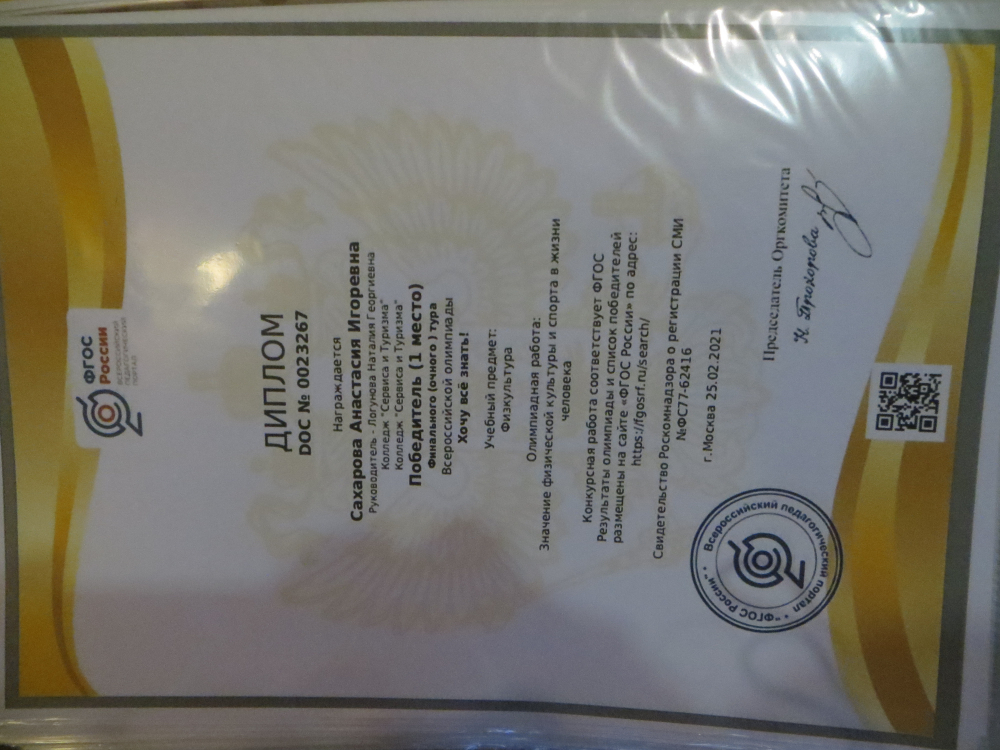 ФГОС
России
ВСЕРОССИЙСКИЙ
ПЕДАГОГИЧЕСКИЙ
ПОРТАЛ
ДИПЛОМ
DOC № 0023267
Награждается
Сахарова Анастасия Игоревна
Руководитель - Логунова Наталия Георгиевна
Колледж "Сервиса и Туризма"
Колледж "Сервиса и Туризма"
Победитель (1 место)
Финального (очного ) тура
Всероссийской олимпиады
Хочу всё знать!
Учебный предмет:
Физкультура
Олимпиадная работа:
Значение физической культуры и спорта в жизни
человека
Конкурсная работа соответствует ФГОС
Результаты олимпиады и список победителей
размещены на сайте «ФГОС России» по адрес:
https://fgosrf.ru/search/
Свидетельство Роскомнадзора о регистрации СМИ
№ФС77-62416
г.Москва 25.02.2021
Председатель Оргкомитета
Н. Прохорова
Всероссийский педагогический портал
"ФГОС России"